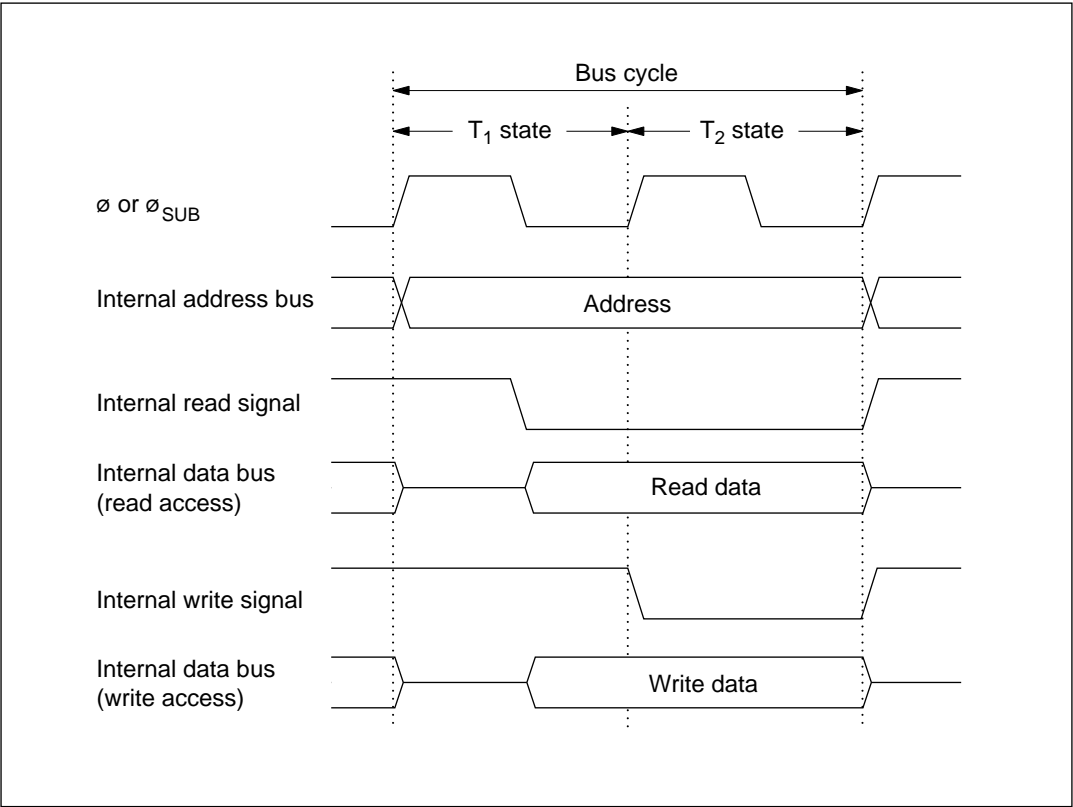 Bus cycle
T₁ state
T₂ state
ø or ø SUB
Internal address bus
Address
Internal read signal
Internal data bus
(read access)
Read data
Internal write signal
Internal data bus
(write access)
Write data